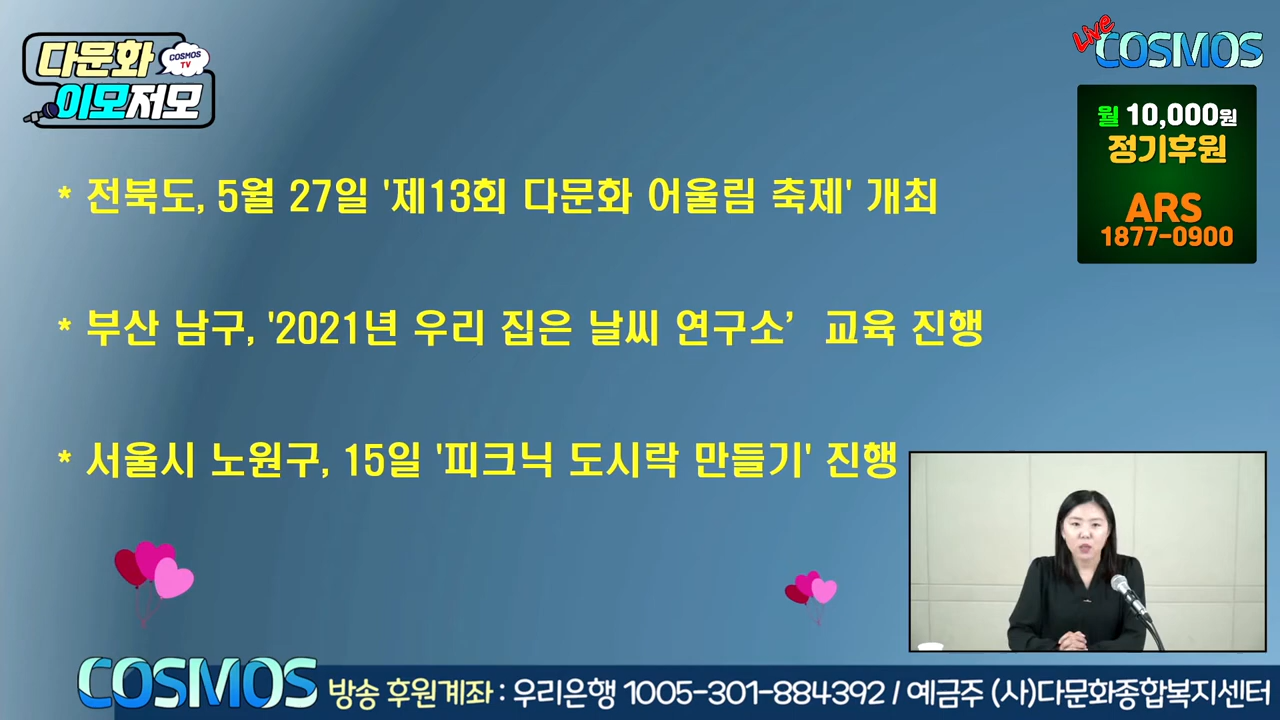 다문화
COSMOS
TV
이모저모
Live
COSMOS
월 10,000원
정기후원
ARS
1877-0900
* 전북도, 5월 27일 '제13회 다문화 어울림 축제' 개최
* 부산 남구, '2021년 우리 집은 날씨 연구소’ 교육 진행
* 서울시 노원구, 15일 '피크닉 도시락 만들기' 진행
COSMOS 방송 후원계좌 : 우리은행 1005-301-884392 / 예금주 (사)다문화종합복지센터